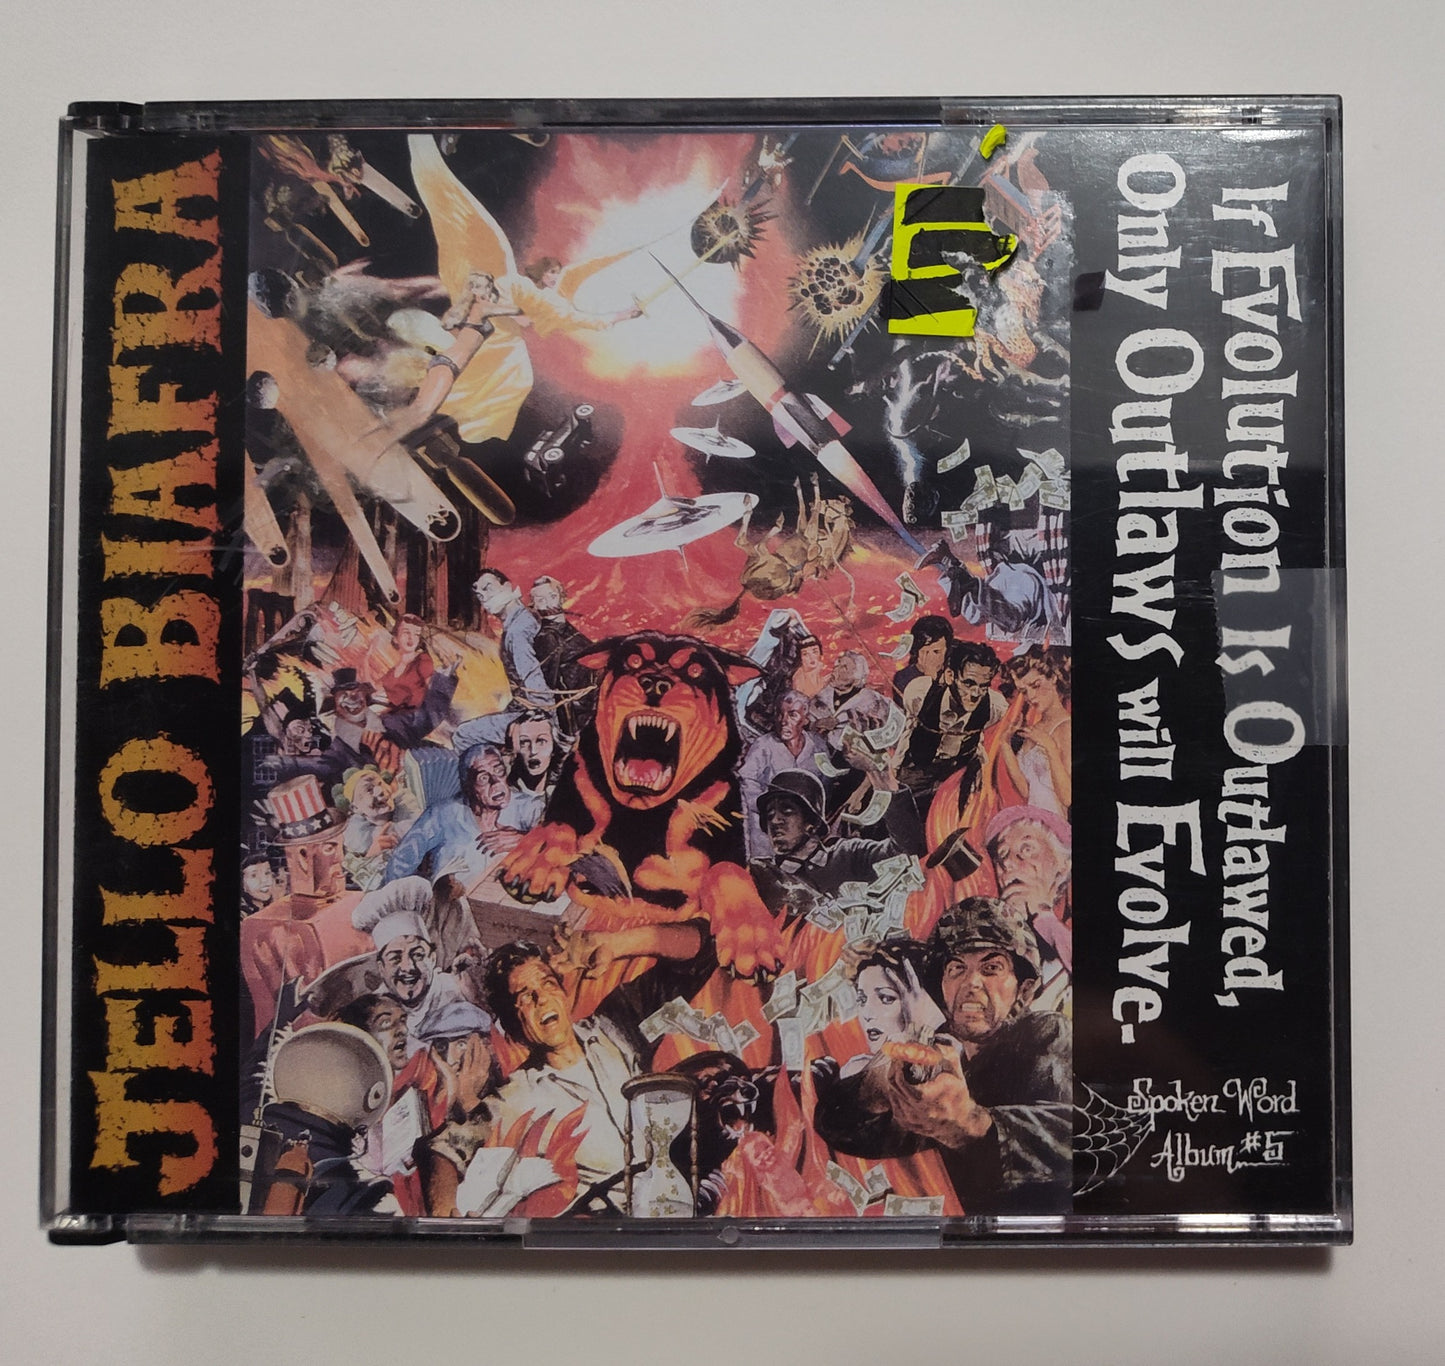 JELLO BIAFRA
If Evolution Is Outlawed,
Only Outlaws will Evolve.
Spoken Word
Album #5